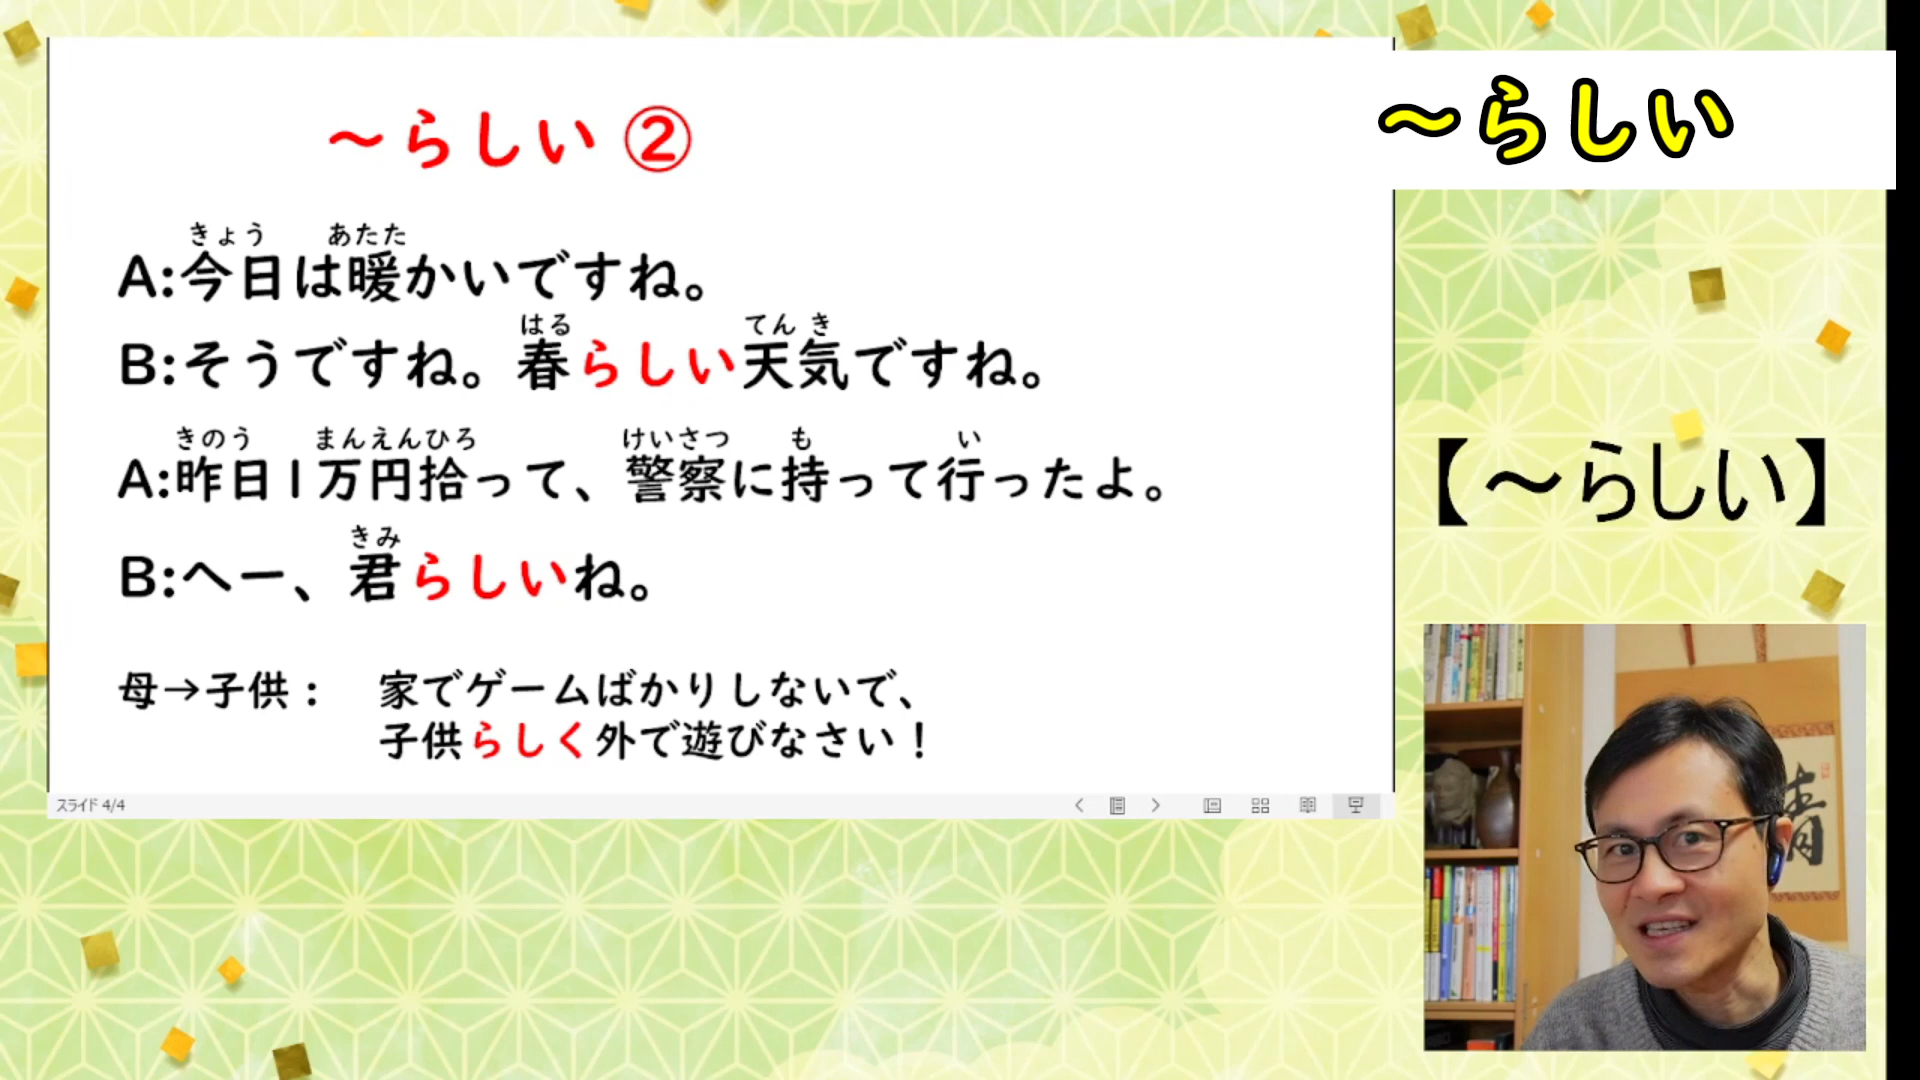 ～らしい ②
きょう あたた
A:今日は暖かいですね。
はる てん き
B:そうですね。春らしい天気ですね。
きのう まんえんひろ けいさつ も い
A:昨日1万円拾って、警察に持って行ったよ。
きみ
B:へー、君らしいね。
母→子供： 家でゲームばかりしないで、
子供らしく外で遊びなさい！
スライド 4/4
～らしい
【～らしい】